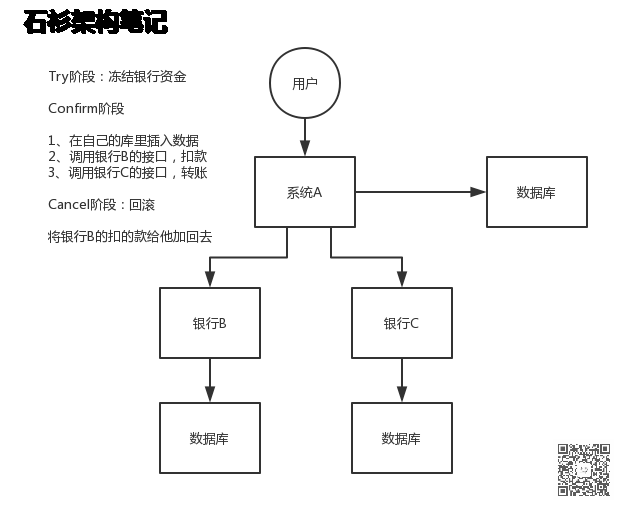 石杉架构笔记
Try阶段：冻结银行资金
Confirm阶段
1、在自己的库里插入数据
2、调用银行B的接口，扣款
3、调用银行C的接口，转账
Cancel阶段：回滚
将银行B的扣的款给他加回去
用户
系统A
数据库
银行B
银行C
数据库
数据库